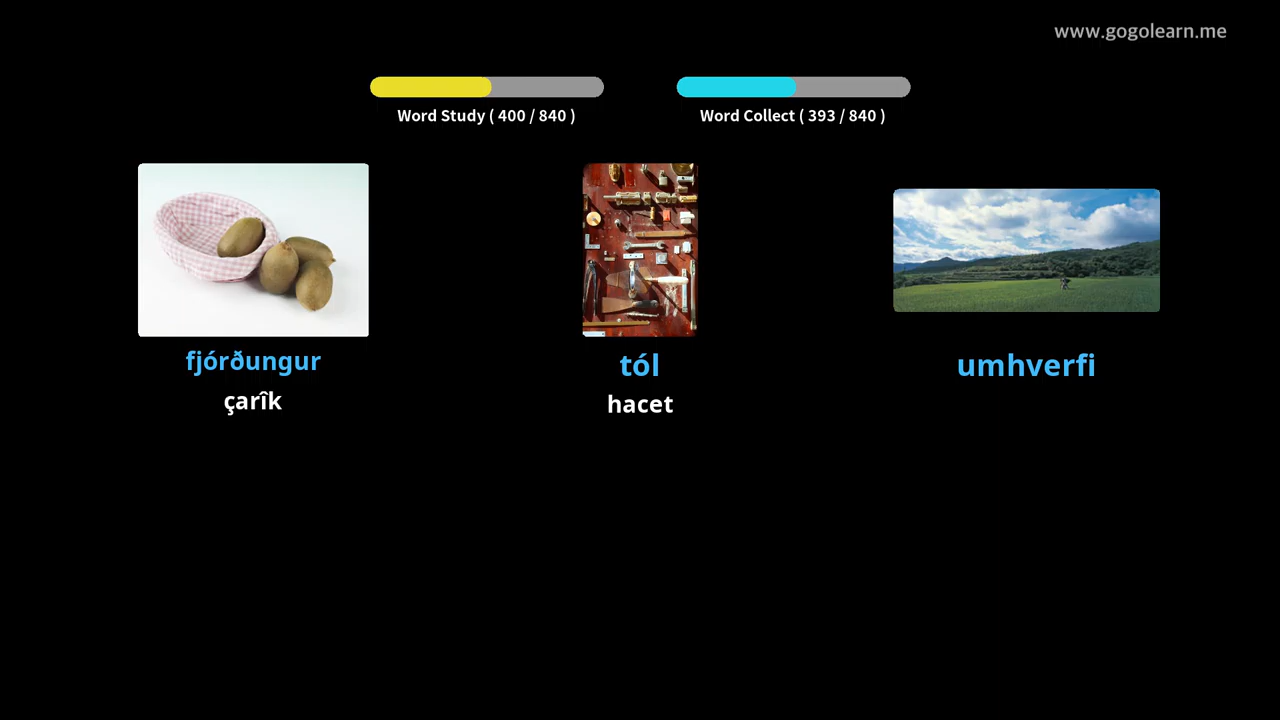 www.gogolearn.me
Word Study ( 400 / 840 )
Word Collect ( 393 / 840 )
fjórðungur
çarîk
tól
hacet
umhverfi